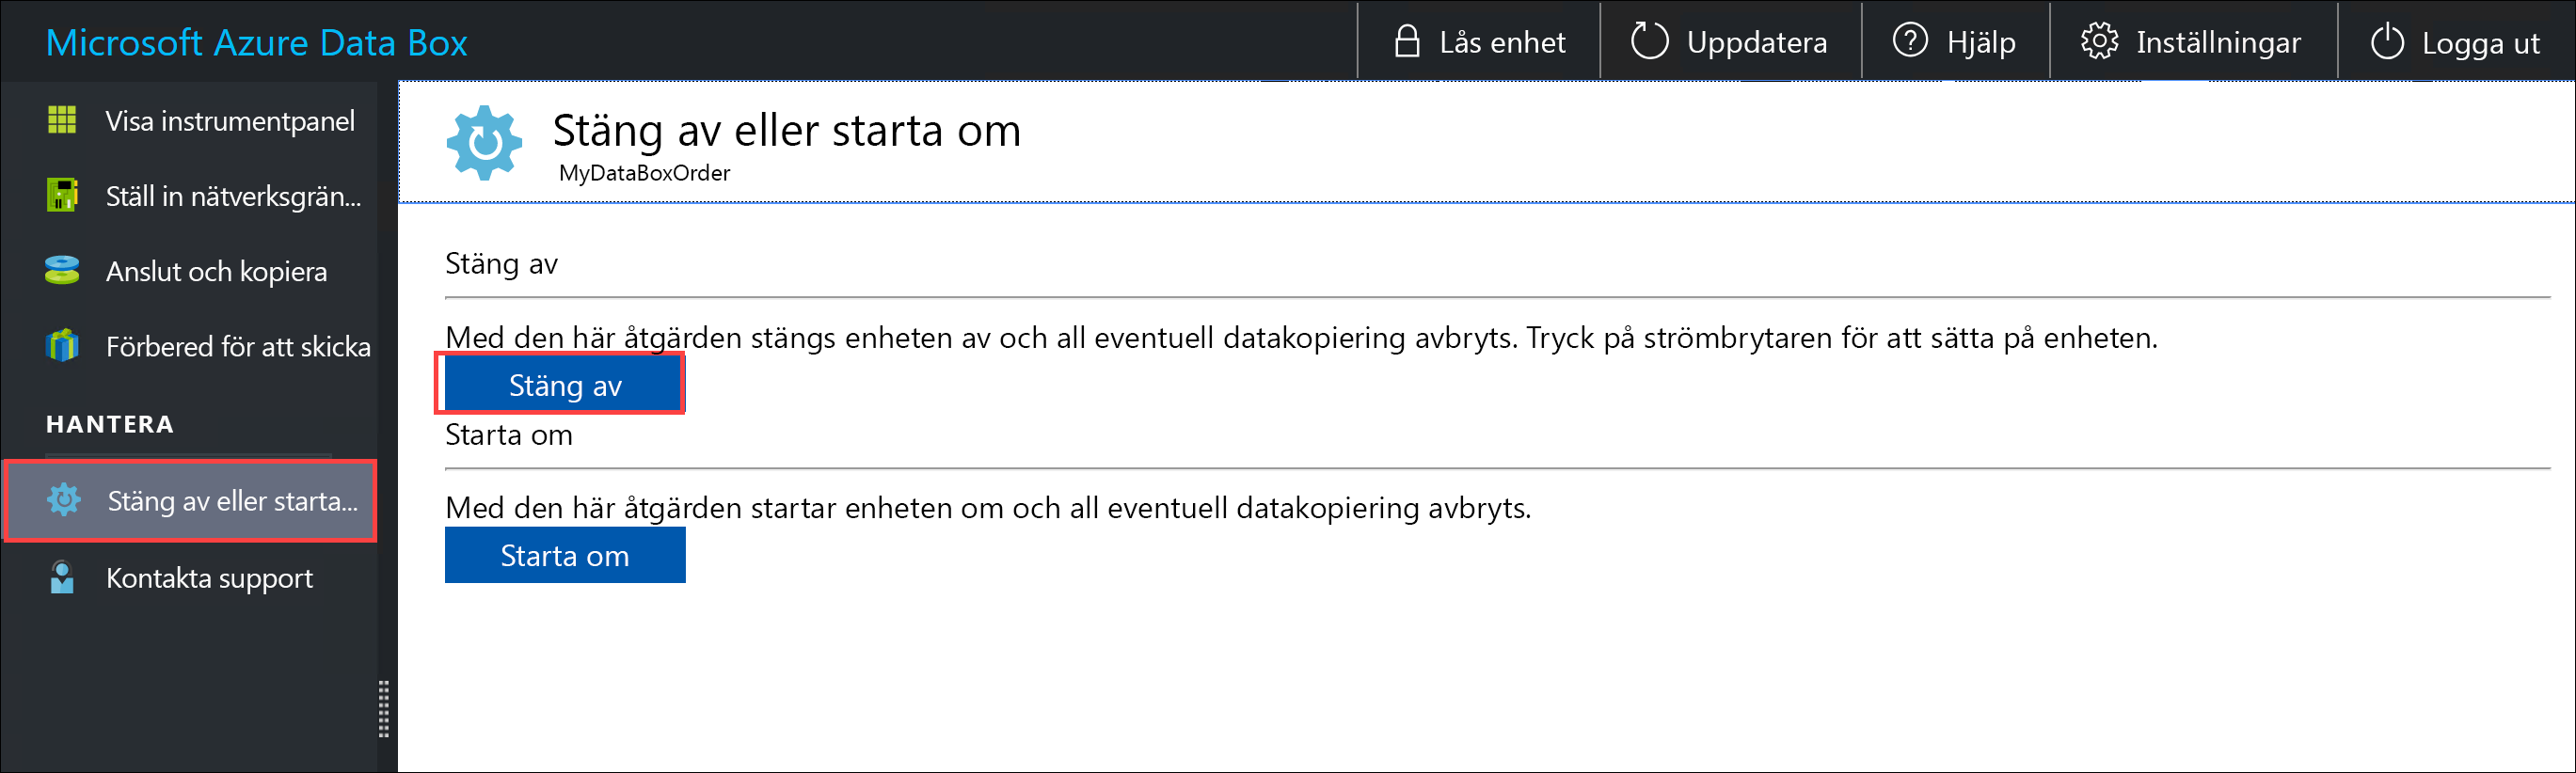 Microsoft Azure Data Box
Lås enhet
Uppdatera
Hjälp
Inställningar
Logga ut
Visa instrumentpanel
Ställ in nätverksgrän...
Anslut och kopiera
Förbered för att skicka
HANTERA
Stäng av eller starta...
Kontakta support
Stäng av eller starta om
MyDataBoxOrder
Stäng av
Med den här åtgärden stängs enheten av och all eventuell datakopiering avbryts. Tryck på strömbrytaren för att sätta på enheten.
Stäng av
Starta om
Med den här åtgärden startar enheten om och all eventuell datakopiering avbryts.
Starta om